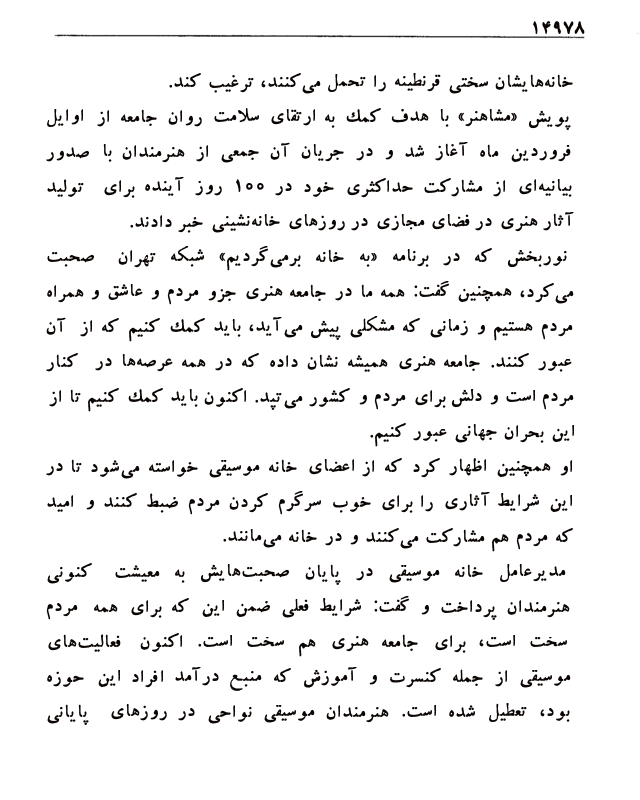 ۱۴۹۷۸
خانه‌هایشان سختی قرنطینه را تحمل می‌کنند، ترغیب کند.
پویش «مشاهنر» با هدف کمك به ارتقای سلامت روان جامعه از اوایل
فروردین ماه آغاز شد و در جریان آن جمعی از هنرمندان با صدور
بیانیه‌ای از مشارکت حداکثری خود در ۱۰۰ روز آینده برای تولید
آثار هنری در فضای مجازی در روزهای خانه‌نشینی خبر دادند.
نوربخش که در برنامه «به خانه برمی‌گردیم» شبکه تهران صحبت
می‌کرد، همچنین گفت: همه ما در جامعه هنری جزو مردم و عاشق و همراه
مردم هستیم و زمانی که مشکلی پیش می‌آید، باید کمك کنیم که از آن
عبور کنند. جامعه هنری همیشه نشان داده که در همه عرصه‌ها در کنار
مردم است و دلش برای مردم و کشور می‌تپد. اکنون باید کمك کنیم تا از
این بحران جهانی عبور کنیم.
او همچنین اظهار کرد که از اعضای خانه موسیقی خواسته می‌شود تا در
این شرایط آثاری را برای خوب سرگرم کردن مردم ضبط کنند و امید
که مردم هم مشارکت می‌کنند و در خانه می‌مانند.
مدیرعامل خانه موسیقی در پایان صحبت‌هایش به معیشت کنونی
هنرمندان پرداخت و گفت: شرایط فعلی ضمن این که برای همه مردم
سخت است، برای جامعه هنری هم سخت است. اکنون فعالیت‌های
موسیقی از جمله کنسرت و آموزش که منبع درآمد افراد این حوزه
بود، تعطیل شده است. هنرمندان موسیقی نواحی در روزهای پایانی